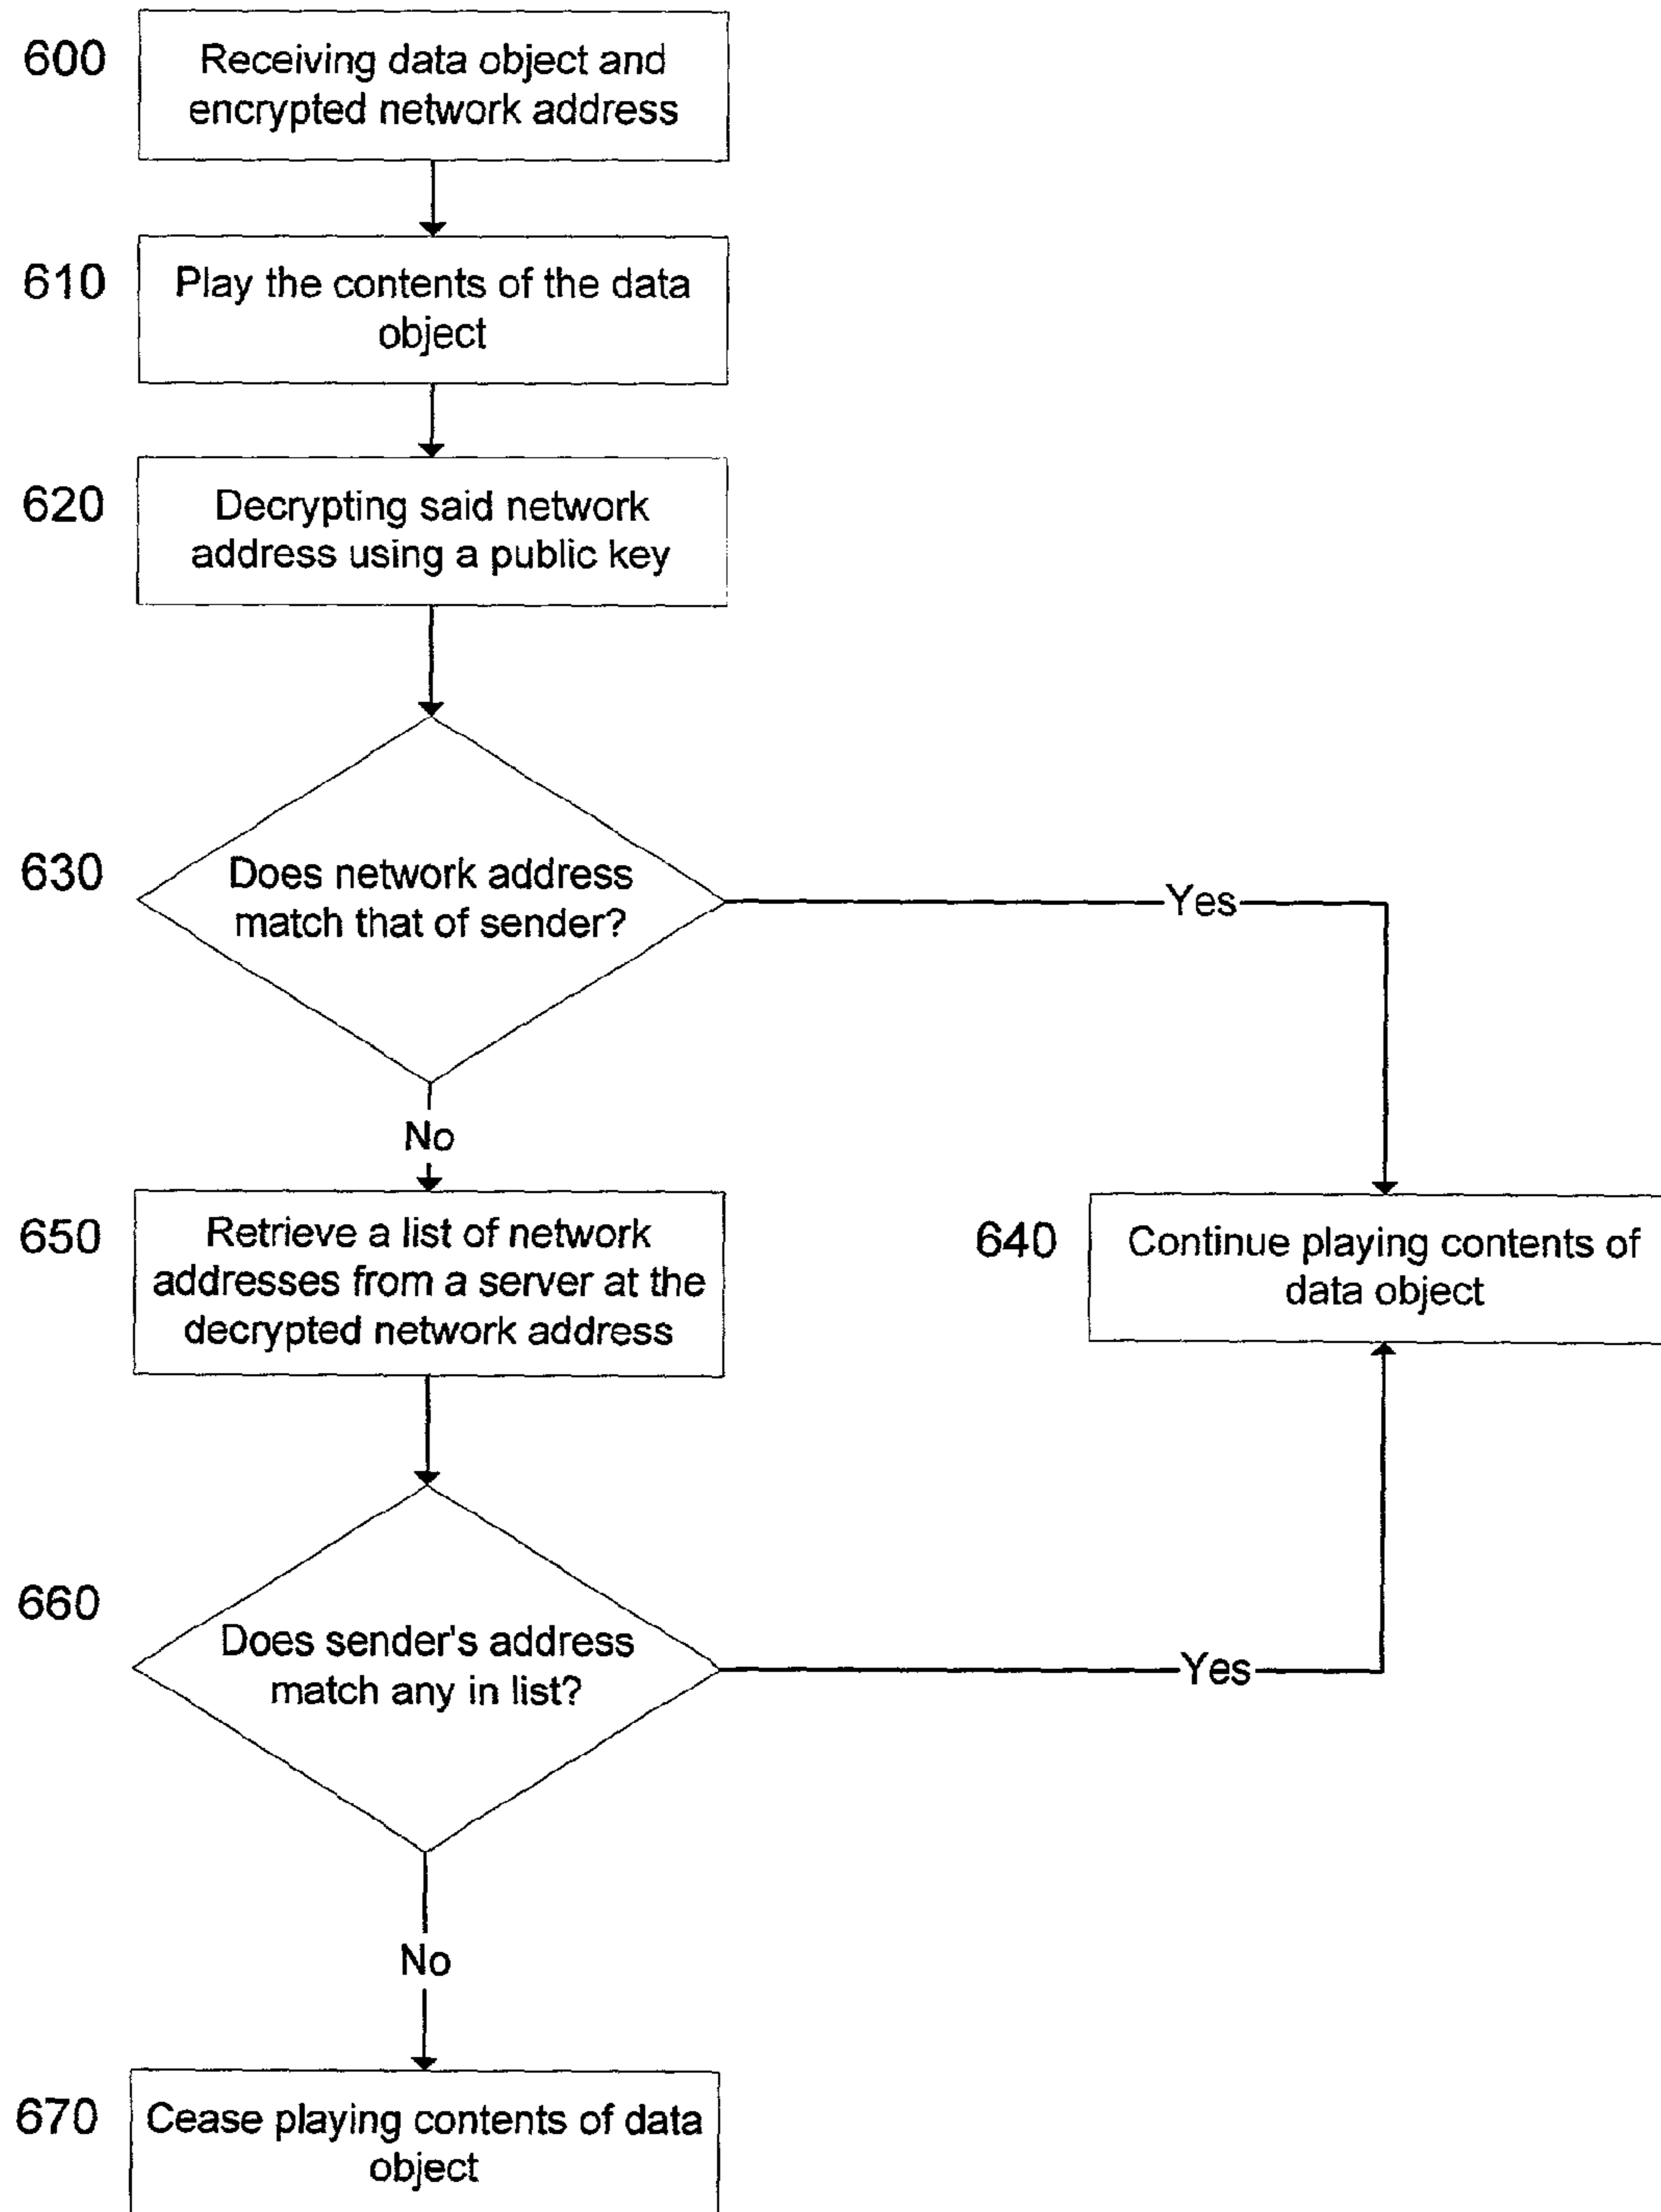 600
Receiving data object and
encrypted network address
610
Play the contents of the data
object
620
Decrypting said network
address using a public key
630
Does network address
match that of sender?
Yes
No
650
Retrieve a list of network
addresses from a server at the
decrypted network address
640
Continue playing contents of
data object
660
Does sender's address
match any in list?
Yes
No
670
Cease playing contents of data
object